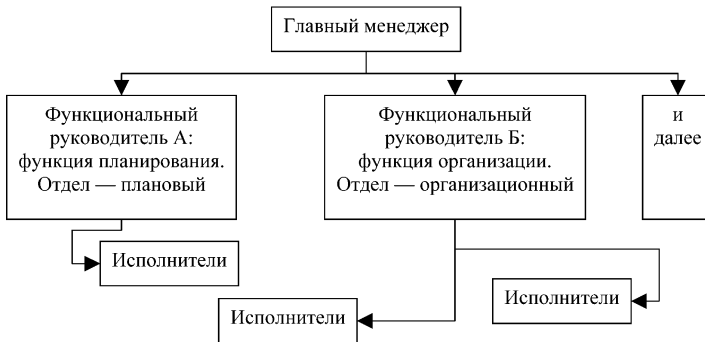 Главный менеджер
Функциональный
руководитель А:
функция планирования.
Отдел — плановый
Функциональный
руководитель Б:
функция организации.
Отдел — организационный
и
далее
Исполнители
Исполнители
Исполнители